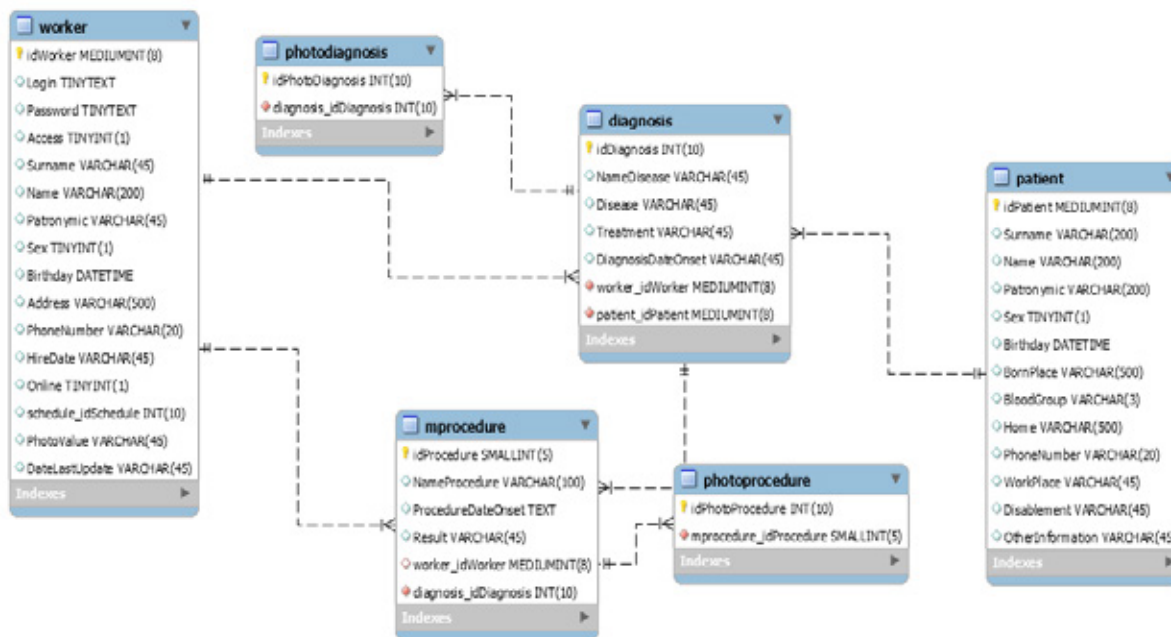 worker
idWorker MEDIUMINT(8)
Login TINYTEXT
Password TINYTEXT
Access TINYINT(1)
Surname VARCHAR(45)
Name VARCHAR(200)
Patronymic VARCHAR(45)
Sex TINYINT(1)
Birthday DATETIME
Address VARCHAR(500)
PhoneNumber VARCHAR(20)
HireDate VARCHAR(45)
Online TINYINT(1)
schedule_idSchedule INT(10)
PhotoValue VARCHAR(45)
DateLastUpdate VARCHAR(45)
Indexes
photodiagnosis
idPhotoDiagnosis INT(10)
diagnosis_idDiagnosis INT(10)
Indexes
diagnosis
idDiagnosis INT(10)
NameDisease VARCHAR(45)
Disease VARCHAR(45)
Treatment VARCHAR(45)
DiagnosisDateOnset VARCHAR(45)
worker_idWorker MEDIUMINT(8)
patient_idPatient MEDIUMINT(8)
Indexes
patient
idPatient MEDIUMINT(8)
Surname VARCHAR(200)
Name VARCHAR(200)
Patronymic VARCHAR(200)
Sex TINYINT(1)
Birthday DATETIME
BornPlace VARCHAR(500)
BloodGroup VARCHAR(3)
Home VARCHAR(500)
PhoneNumber VARCHAR(20)
WorkPlace VARCHAR(45)
Disablement VARCHAR(45)
OtherInformation VARCHAR(45
Indexes
mprocedure
idProcedure SMALLINT(5)
NameProcedure VARCHAR(100)
ProcedureDateOnset TEXT
Result VARCHAR(45)
worker_idWorker MEDIUMINT(8)
diagnosis_idDiagnosis INT(10)
Indexes
photoprocedure
idPhotoProcedure INT(10)
mprocedure_idProcedure SMALLINT(5)
Indexes